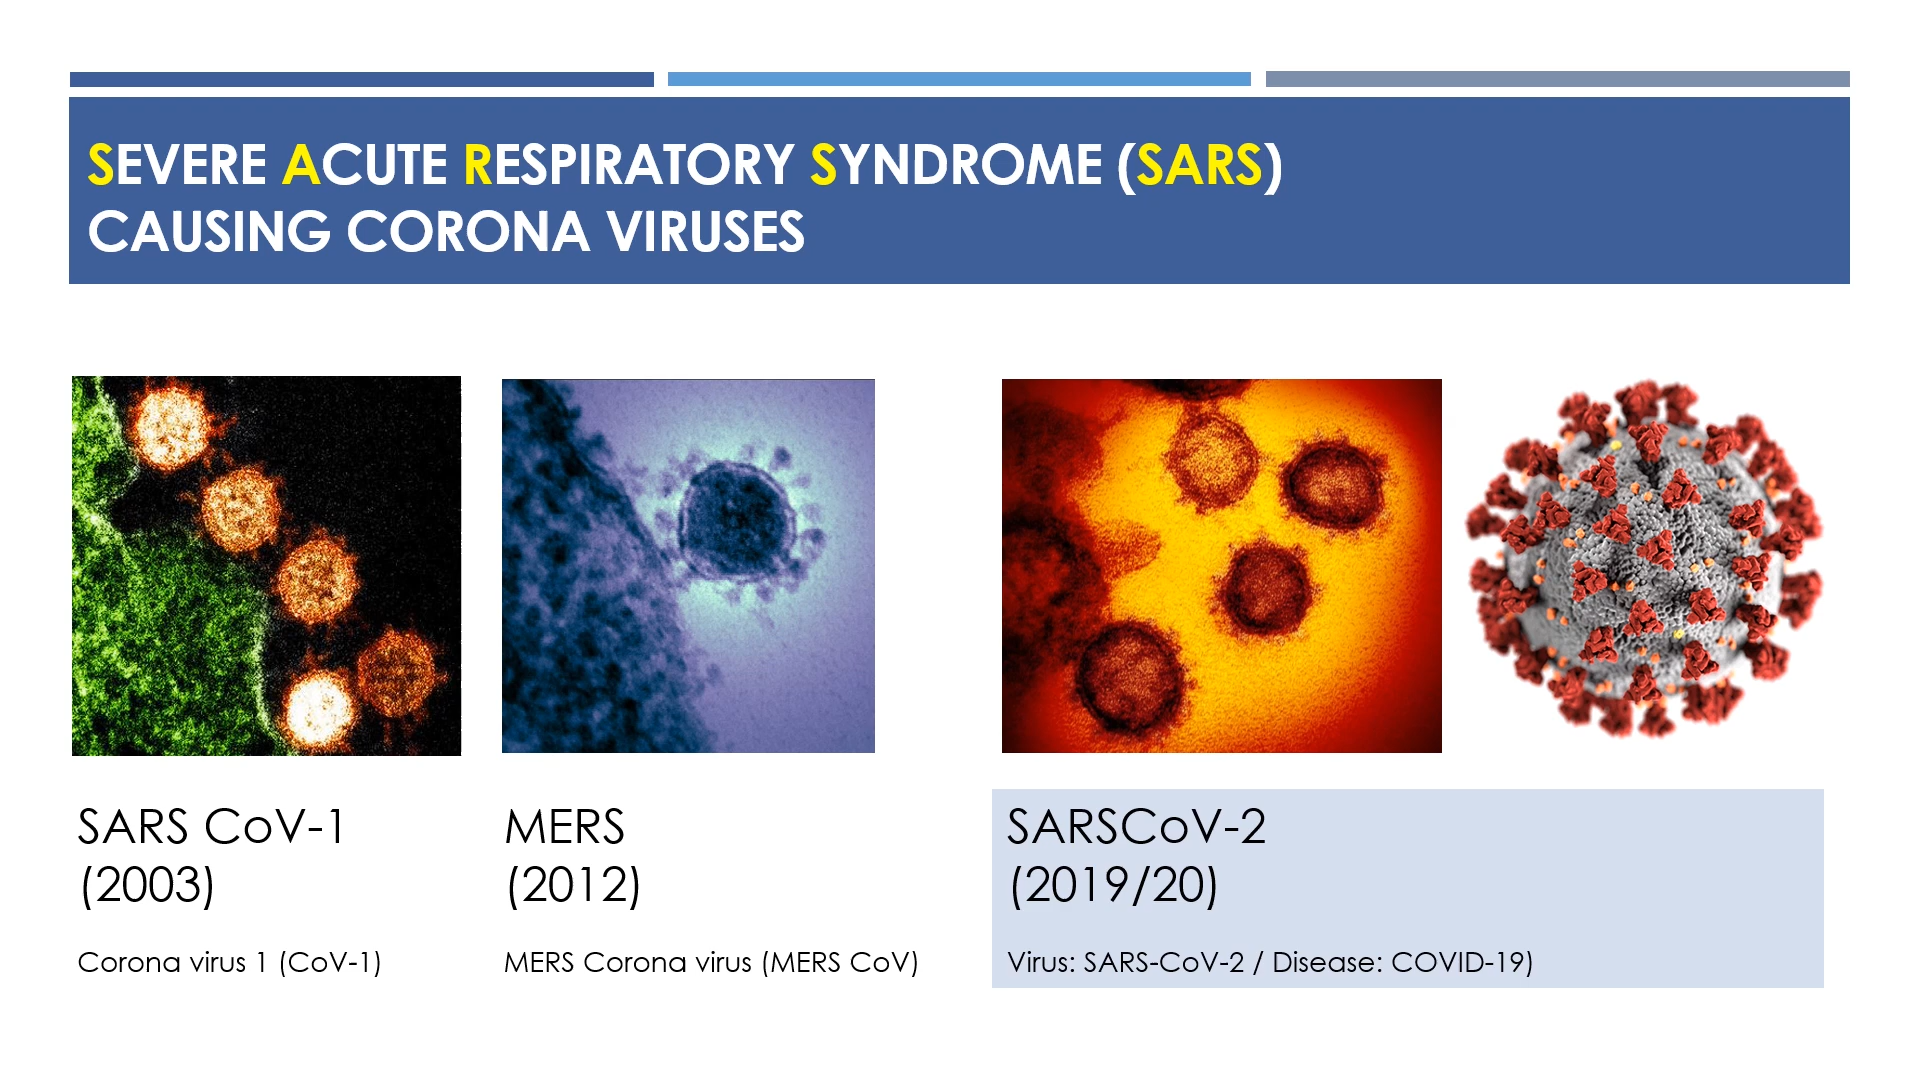 SEVERE ACUTE RESPIRATORY SYNDROME (SARS)
CAUSING CORONA VIRUSES
SARS CoV-1
(2003)
Corona virus 1 (CoV-1)
MERS
(2012)
MERS Corona virus (MERS CoV)
SARSCoV-2
(2019/20)
Virus: SARS-CoV-2 / Disease: COVID-19)